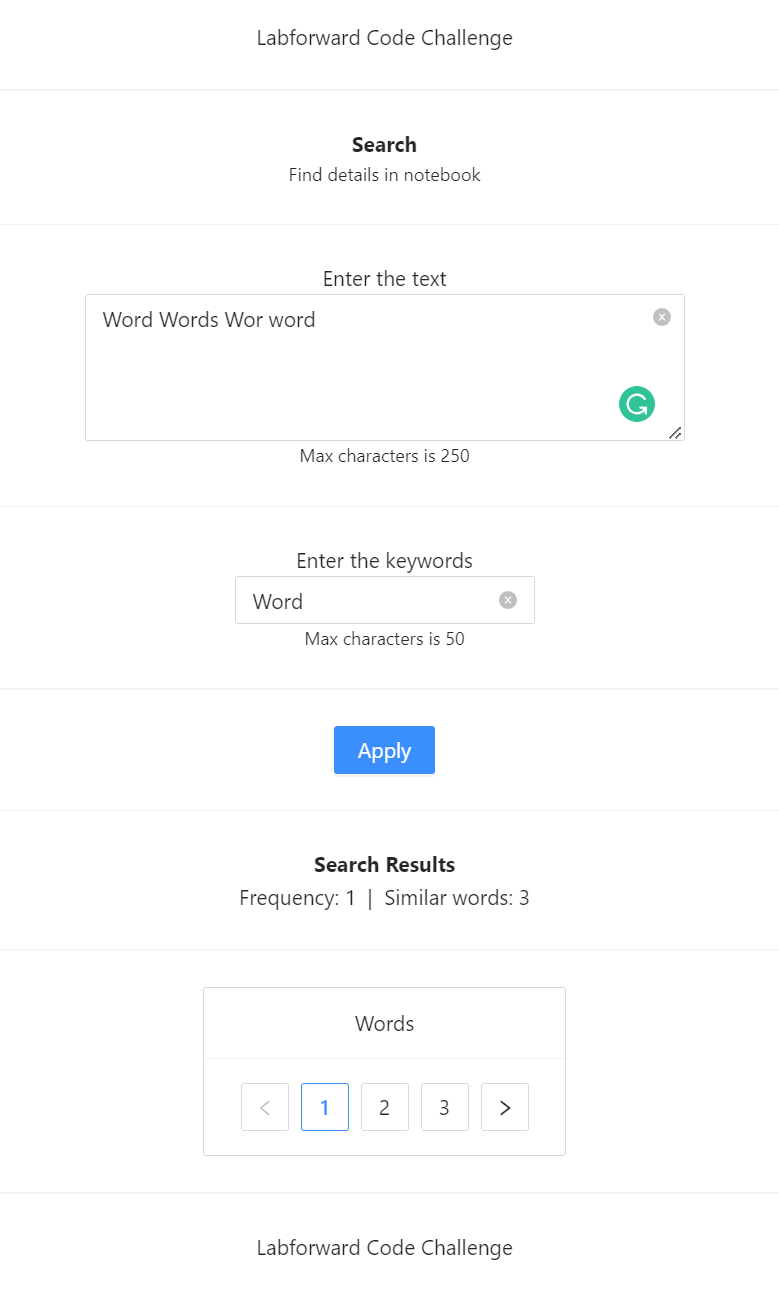 Labforward Code Challenge
Search
Find details in notebook
Enter the text
Word Words Wor word
Max characters is 250
Enter the keywords
Word
Max characters is 50
Apply
Search Results
Frequency: 1 | Similar words: 3
Words
< 1 2 3 >
Labforward Code Challenge